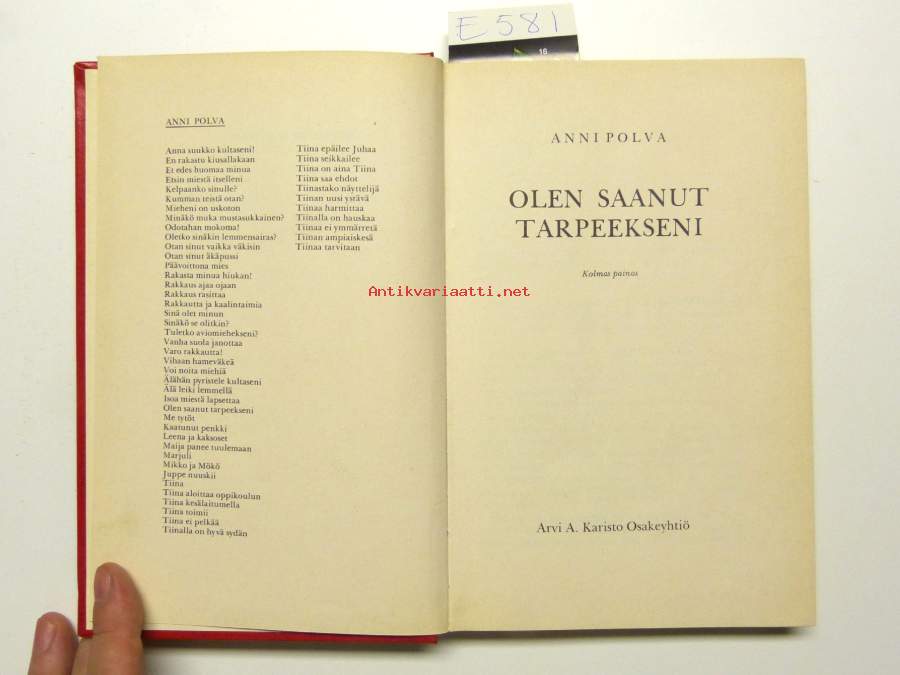 E 581
16
ANNI POLVA
Anna suukko kultaseni!
En rakastu kiusallakaan
Et edes huomaa minua
Etsin miestä itselleni
Kelpaanko sinulle?
Kumman teistä otan?
Mieheni on uskoton
Minäkö muka mustasukkainen?
Odotahan mokoma!
Oletko sinäkin lemmensairas?
Otan sinut vaikka väkisin
Otan sinut äkäpussi
Päävoittona mies
Rakasta minua hiukan!
Rakkaus ajaa ojaan
Rakkaus rasittaa
Rakkautta ja kaalintaimia
Sinä olet minun
Sinäkö se olitkin?
Tuletko aviomiehekseni?
Vanha suola janottaa
Varo rakkautta!
Vihaan hameväkeä
Voi noita miehiä
Älähän pyristele kultaseni
Älä leiki lemmellä
Isoa miestä lapsettaa
Olen saanut tarpeekseni
Me tytöt
Kaatunut penkki
Leena ja kaksoset
Maija panee tuulemaan
Marjuli
Mikko ja Mökö
Juppe nuuskii
Tiina
Tiina aloittaa oppikoulun
Tiina kesälaitumella
Tiina toimii
Tiina ei pelkää
Tiinalla on hyvä sydän
Tiina epäilee Juhaa
Tiina seikkailee
Tiina on aina Tiina
Tiina saa ehdot
Tiinastako näyttelijä
Tiinan uusi ystävä
Tiinaa harmittaa
Tiinalla on hauskaa
Tiinaa ei ymmärretä
Tiinan ampiaiskesä
Tiinaa tarvitaan
ANNI POLVA
OLEN SAANUT
TARPEEKSENI
Kolmas painos
Antikvariaatti.net
Arvi A. Karisto Osakeyhtiö